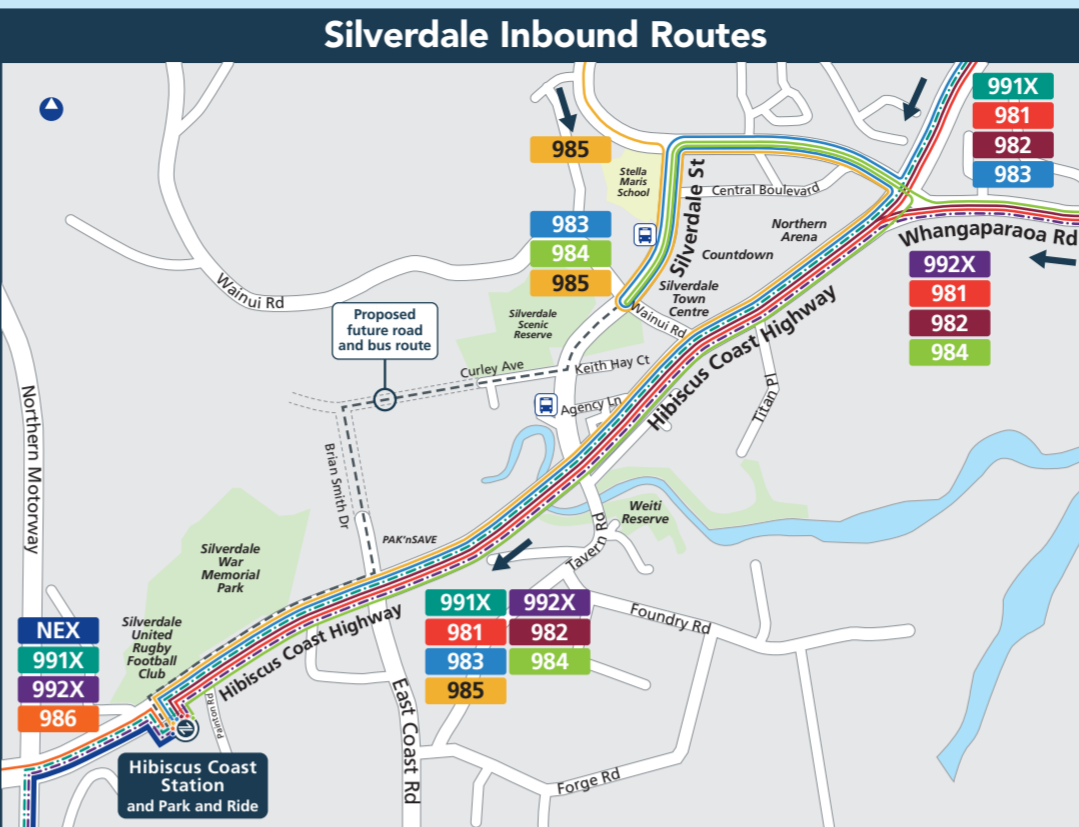 Silverdale Inbound Routes
991X
981
982
983
985
Stella
Maris
School
Silverdale St
Central Boulevard
Northern
Arena
Countdown
983
984
985
Whangaparaoa Rd
992X
981
982
984
Silverdale
Town
Centre
Wainui Rd
Wainui Rd
Proposed
future road
and bus route
Silverdale
Scenic
Reserve
Curley Ave
Keith Hay Ct
Agency Ln
Hibiscus Coast Highway
Titan Pl
Northern Motorway
Brian Smith Dr
Weiti
Reserve
PAK'nSAVE
Tavern Rd
Silverdale
War
Memorial
Park
991X
992X
981
982
983
984
985
Foundry Rd
Silverdale
United
Rugby
Football
Club
NEX
991X
992X
986
Hibiscus Coast Highway
Painton Rd
East Coast Rd
Forge Rd
Hibiscus Coast
Station
and Park and Ride